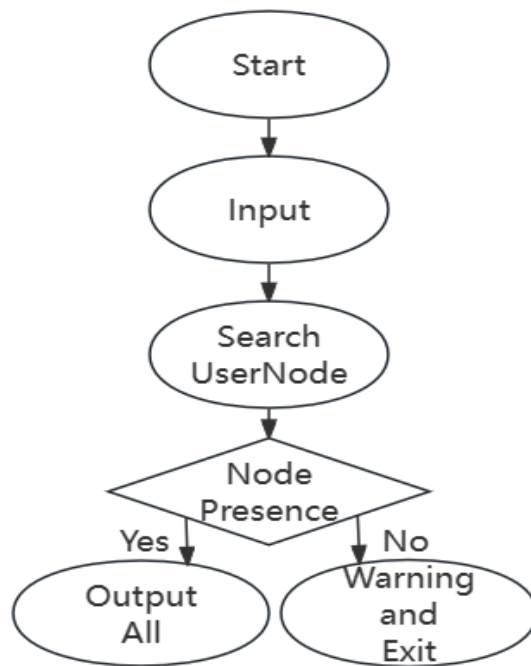 Start
Input
Search
UserNode
Node
Presence
Yes
No
Output
All
Warning
and
Exit